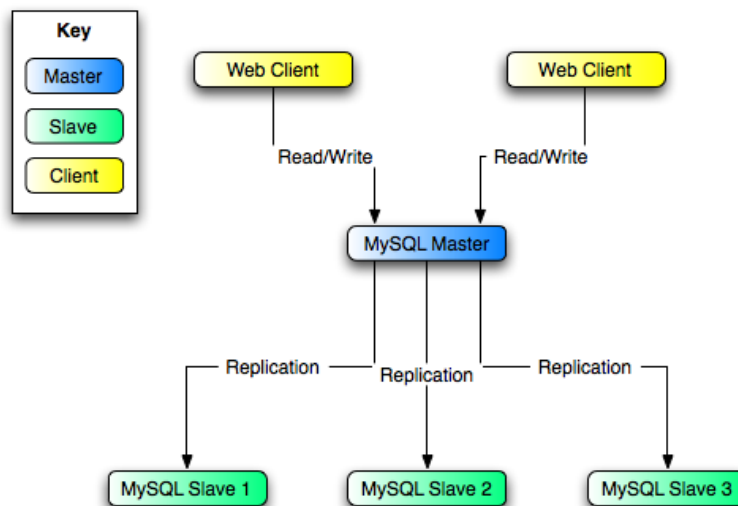 Key
Master
Slave
Client
Web Client
Web Client
Read/Write
Read/Write
MySQL Master
Replication
Replication
Replication
MySQL Slave 1
MySQL Slave 2
MySQL Slave 3